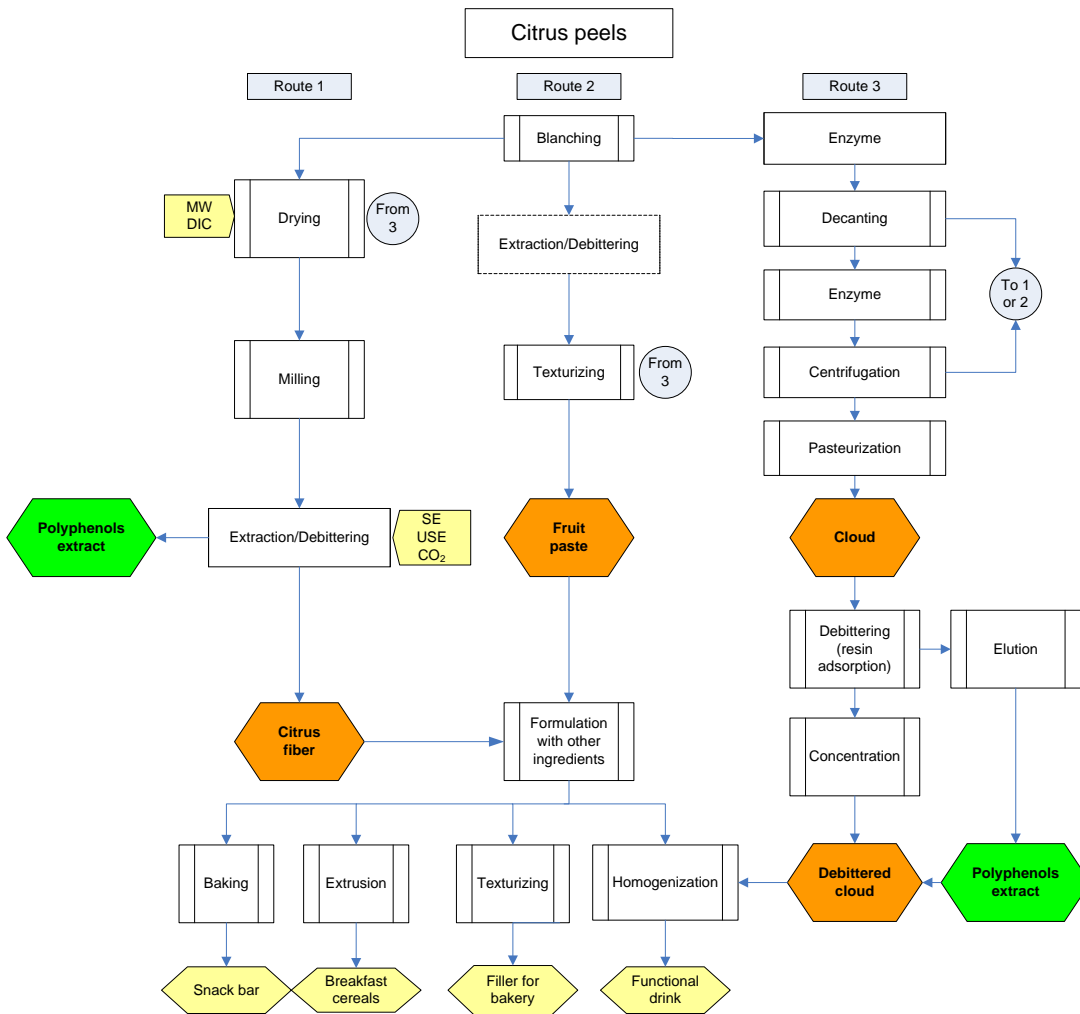 Citrus peels
Route 1
Route 2
Route 3
Blanching
Enzyme
MW
DIC
Drying
From
3
Extraction/Debittering
Decanting
Enzyme
To 1
or 2
Milling
Texturizing
From
3
Centrifugation
Pasteurization
Polyphenols
extract
Extraction/Debittering
SE
USE
CO₂
Fruit
paste
Cloud
Debittering
(resin
adsorption)
Elution
Citrus
fiber
Formulation
with other
ingredients
Concentration
Baking
Extrusion
Texturizing
Homogenization
Debittered
cloud
Polyphenols
extract
Snack bar
Breakfast
cereals
Filler for
bakery
Functional
drink